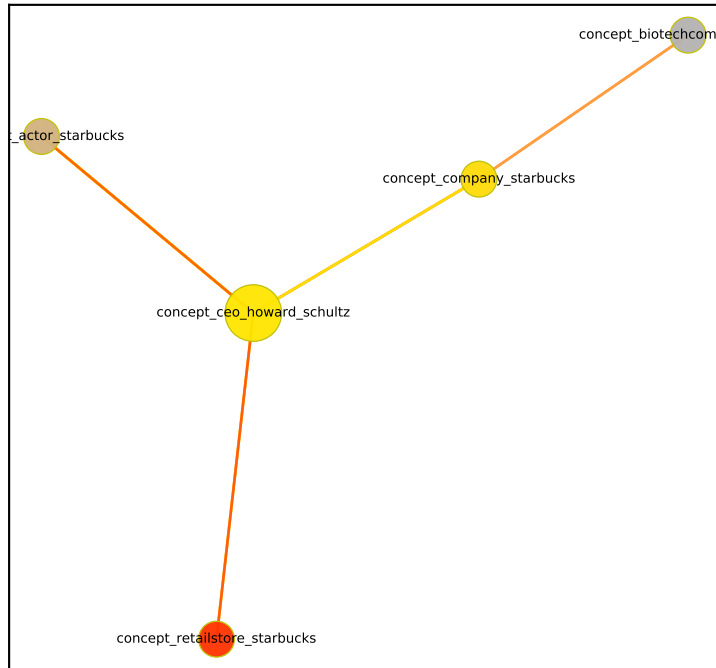 concept_biotechcom
t_actor_starbucks
concept_company_starbucks
concept_ceo_howard_schultz
concept_retailstore_starbucks